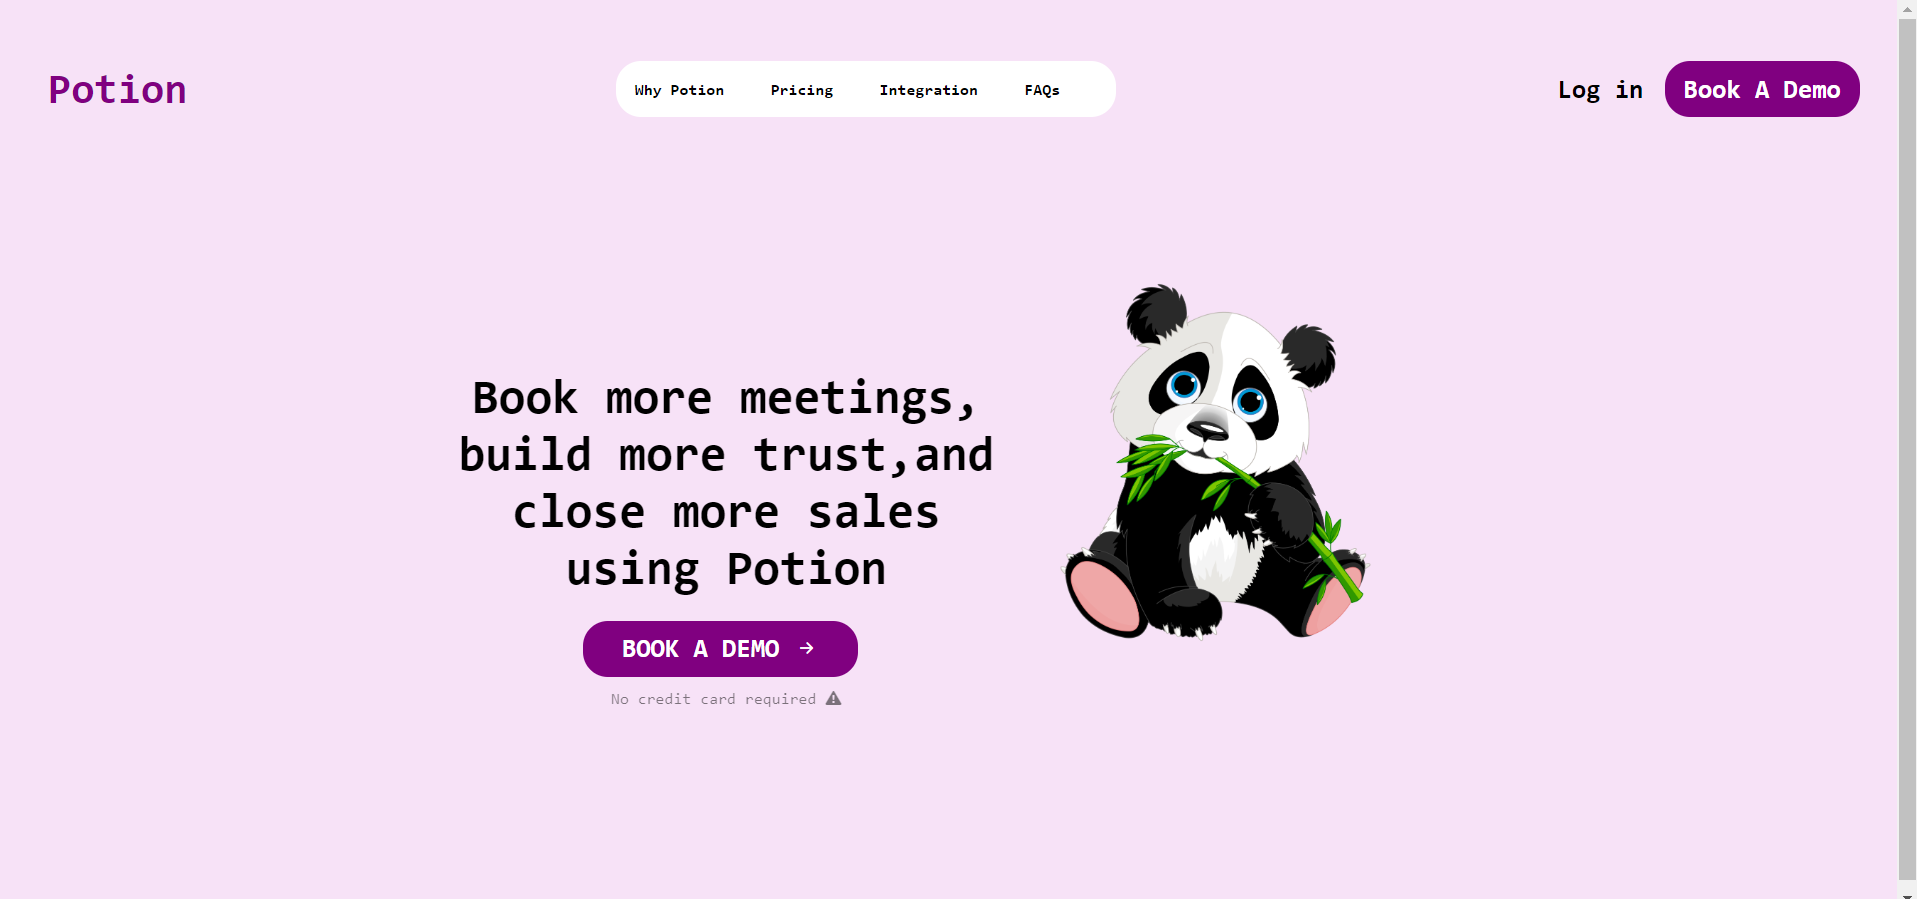 Potion
Why Potion Pricing Integration FAQs
Log in
Book A Demo
Book more meetings,
build more trust,and
close more sales
using Potion
BOOK A DEMO →
No credit card required